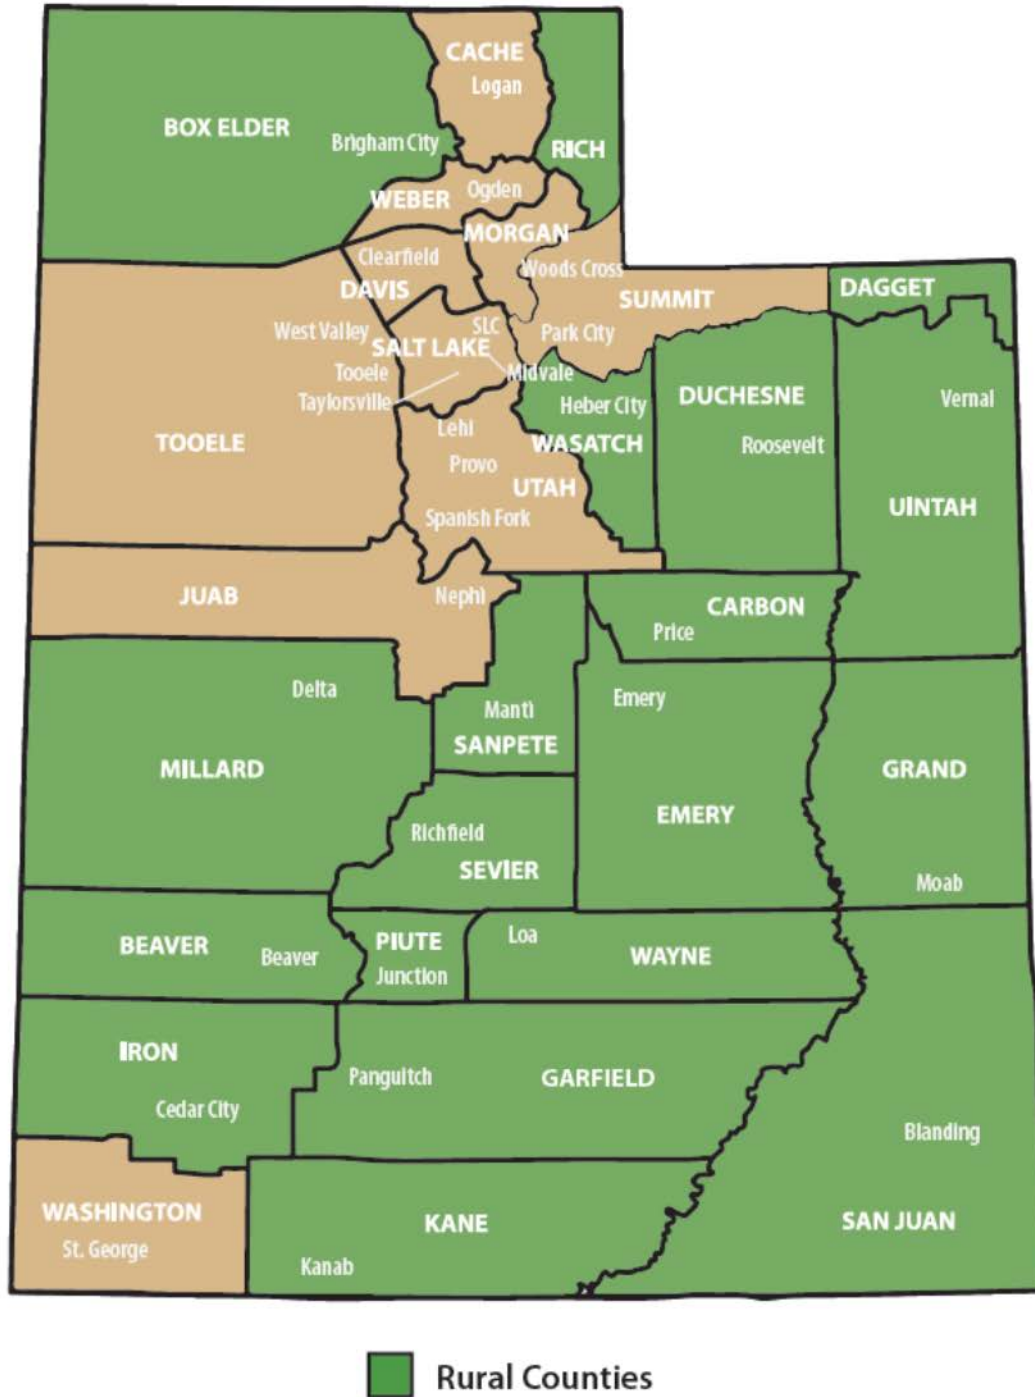 CACHE
Logan
BOX ELDER
Brigham City
RICH
WEBER
Ogden
MORGAN
Clearfield
Woods Cross
DAVIS
SUMMIT
DAGGET
West Valley
SLC
Park City
SALT LAKE
Tooele
Midvale
Taylorsville
Heber City
DUCHESNE
Vernal
Lehi
TOOELE
WASATCH
Roosevelt
Provo
UTAH
UINTAH
Spanish Fork
JUAB
Nephi
CARBON
Price
Delta
Manti
Emery
SANPETE
MILLARD
GRAND
EMERY
Richfield
SEVIER
Moab
BEAVER
Beaver
PIUTE
Junction
Loa
WAYNE
IRON
Panguitch
GARFIELD
Cedar City
Blanding
WASHINGTON
St. George
KANE
SAN JUAN
Kanab
Rural Counties